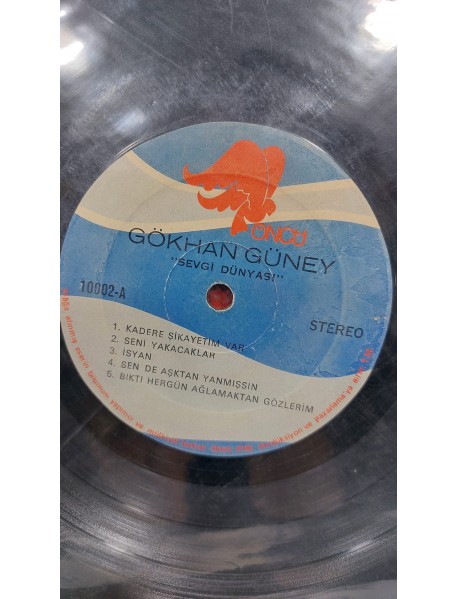 ÖNCÜ
GÖKHAN GÜNEY
"SEVGİ DÜNYASI"
10002-A
STEREO
1. KADERE ŞİKAYETİM VAR
2. SENİ YAKACAKLAR
3. İSYAN
4. SEN DE AŞKTAN YANMIŞSIN
5. BIKTI HERGÜN AĞLAMAKTAN GÖZLERİM